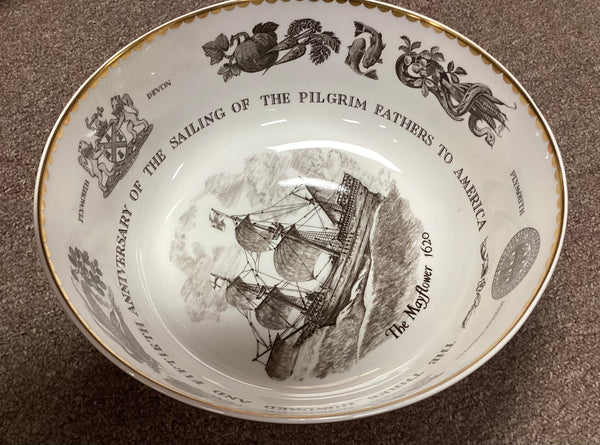 THE THREE HUNDRED AND FIFTIETH ANNIVERSARY OF THE SAILING OF THE PILGRIM FATHERS TO AMERICA
DEVON
PLYMOUTH
The Mayflower 1620